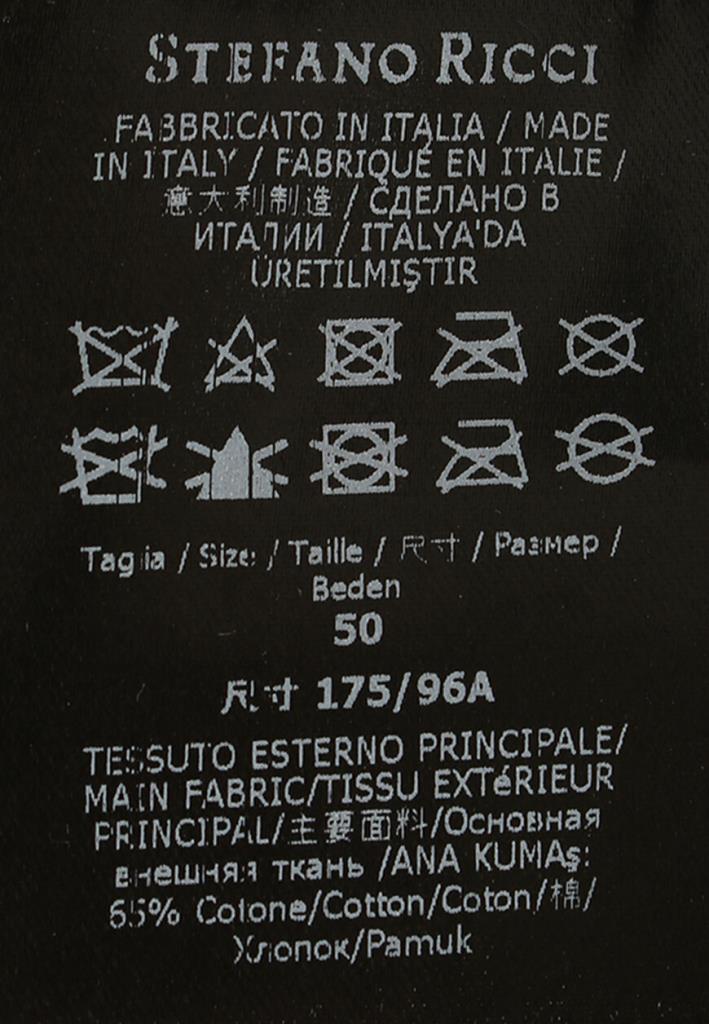 STEFANO RICCI
FABBRICATO IN ITALIA / MADE
IN ITALY / FABRIQUÉ EN ITALIE /
意大利制造 / СДЕЛАНО В
ИТАЛИИ / ITALYA'DA
ÜRETILMIŞTIR
Taglia / Size / Taille / 尺寸 / Размер /
Beden
50
尺寸 175/96A
TESSUTO ESTERNO PRINCIPALE/
MAIN FABRIC/TISSU EXTéRIEUR
PRINCIPAL/主要面料/Основная
внешняя ткань /ANA KUMAş:
65% Cotone/Cotton/Coton/棉/
Хлопок/Pamuk